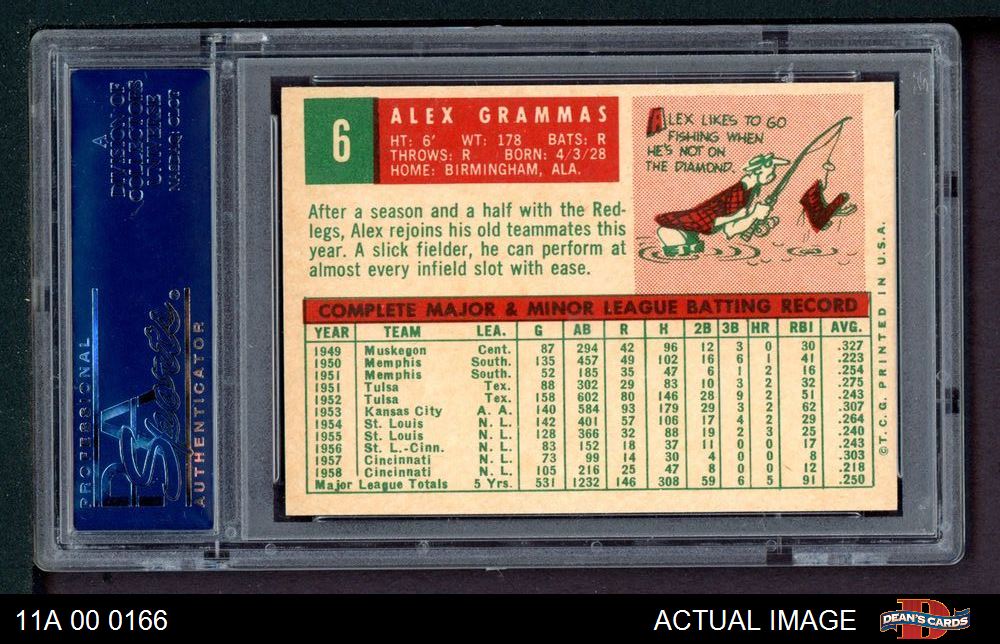 A
DIVISION OF
COLLECTORS
UNIVERSE
NASDAQ: CLCT
PROFESSIONAL
PSA
Sports
AUTHENTICATOR
6
ALEX GRAMMAS
HT: 6' WT: 178 BATS: R
THROWS: R BORN: 4/3/28
HOME: BIRMINGHAM, ALA.
ALEX LIKES TO GO
FISHING WHEN
HE'S NOT ON
THE DIAMOND.
After a season and a half with the Red-
legs, Alex rejoins his old teammates this
year. A slick fielder, he can perform at
almost every infield slot with ease.
COMPLETE MAJOR & MINOR LEAGUE BATTING RECORD
YEAR TEAM LEA. G AB R H 2B 3B HR RBI AVG.
1949 Muskegon Cent. 87 294 42 96 12 3 0 30 .327
1950 Memphis South. 135 457 49 102 16 6 1 41 .223
1951 Memphis South. 52 185 35 47 6 1 2 16 .254
1951 Tulsa Tex. 88 302 29 83 10 3 2 32 .275
1952 Tulsa Tex. 158 602 80 146 28 9 2 51 .243
1953 Kansas City A. A. 140 584 93 179 29 3 2 62 .307
1954 St. Louis N. L. 142 401 57 106 17 4 2 29 .264
1955 St. Louis N. L. 128 366 32 88 19 2 3 25 .240
1956 St. L.-Cinn. N. L. 83 152 18 37 11 0 0 17 .243
1957 Cincinnati N. L. 73 99 14 30 4 0 0 8 .303
1958 Cincinnati N. L. 105 216 25 47 8 0 0 12 .218
Major League Totals 5 Yrs. 531 1232 146 308 59 6 5 91 .250
© T. C. G. PRINTED IN U.S.A.
11A 00 0166
ACTUAL IMAGE
D
DEAN'S CARDS